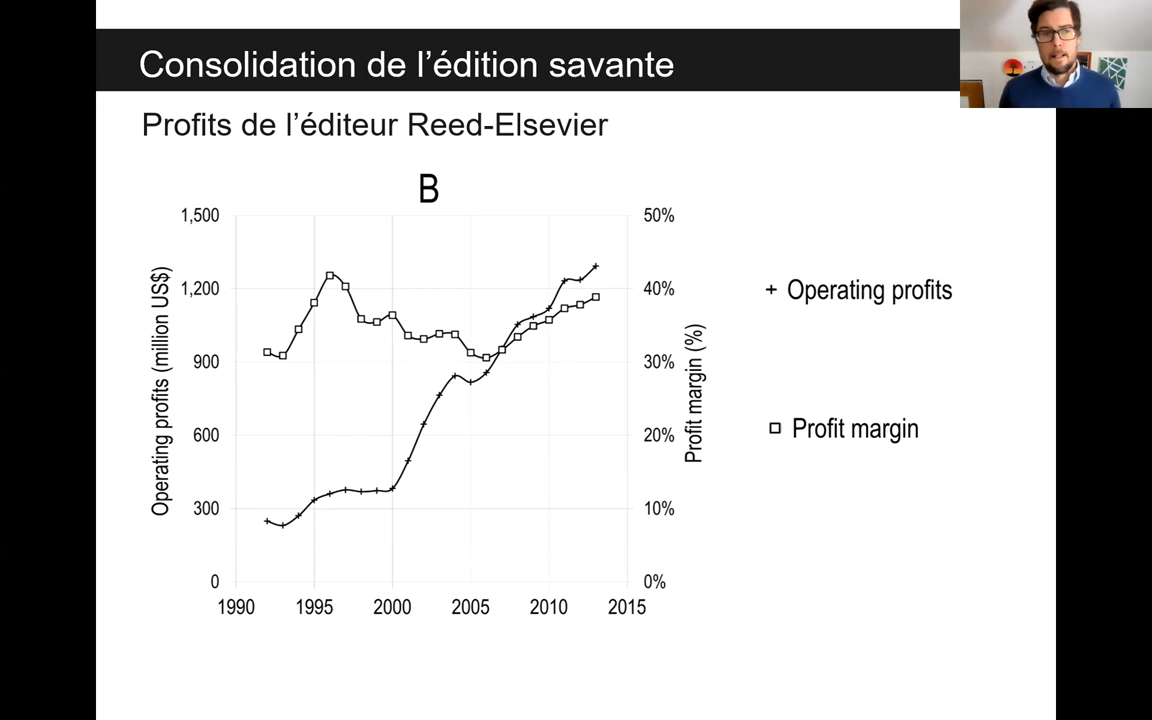 Consolidation de l’édition savante
Profits de l’éditeur Reed-Elsevier
B
1,500
1,200
900
600
300
0
Operating profits (million US$)
50%
40%
30%
20%
10%
0%
Profit margin (%)
1990 1995 2000 2005 2010 2015
Operating profits
Profit margin